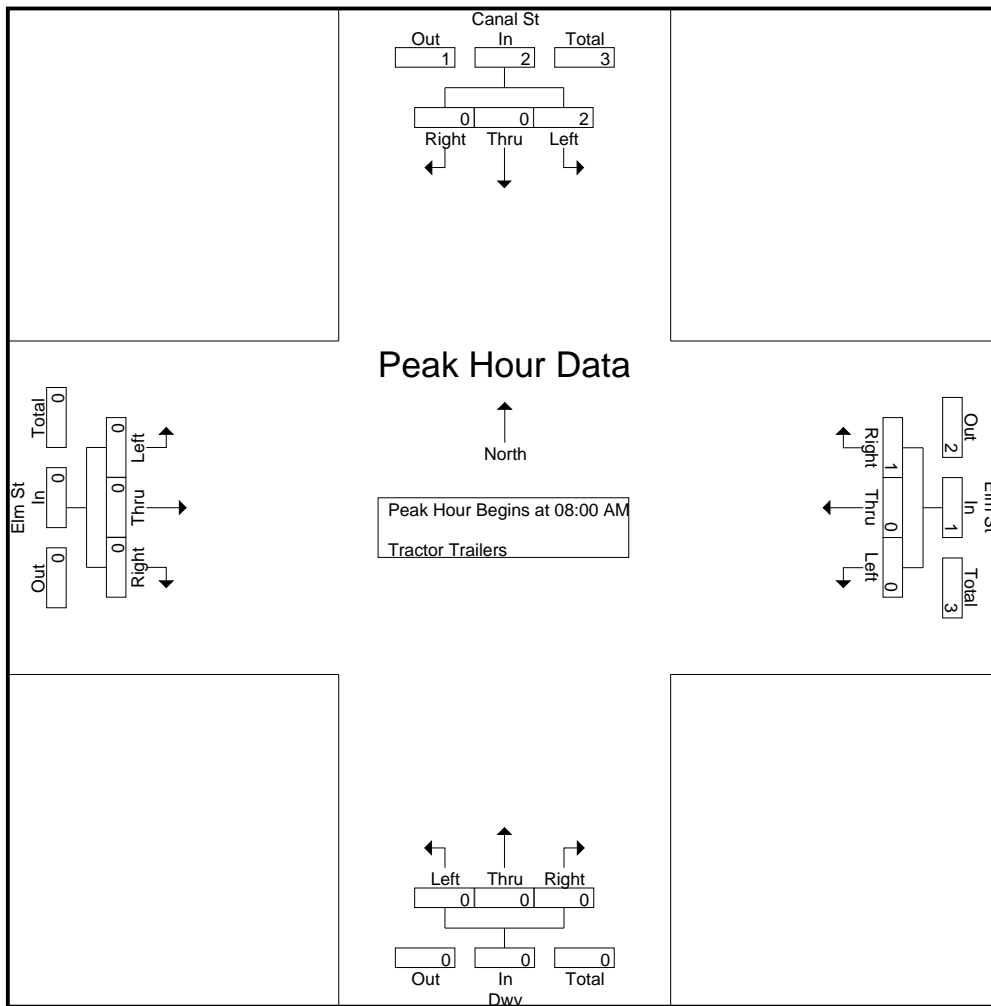 Canal St
Out In Total
1 2 3
0 0 2
Right Thru Left
Peak Hour Data
North
Peak Hour Begins at 08:00 AM
Tractor Trailers
Elm St
Total In Out
0 0 0
0 0 0
Left Thru Right
Right Thru Left
1 0 0
Out In Total
2 1 3
Elm St
Left Thru Right
0 0 0
0 0 0
Out In Total
Dwy